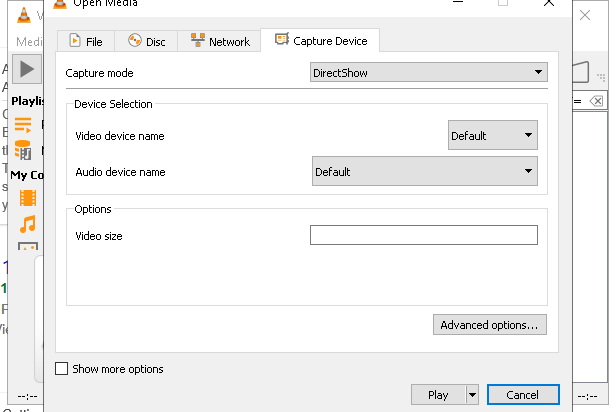 Open Media
Medi
File
Disc
Network
Capture Device
Capture mode
DirectShow
Playlis
Device Selection
Video device name
Default
Audio device name
Default
My Co
Options
Video size
Advanced options...
Show more options
Play
Cancel
--:--
--:--